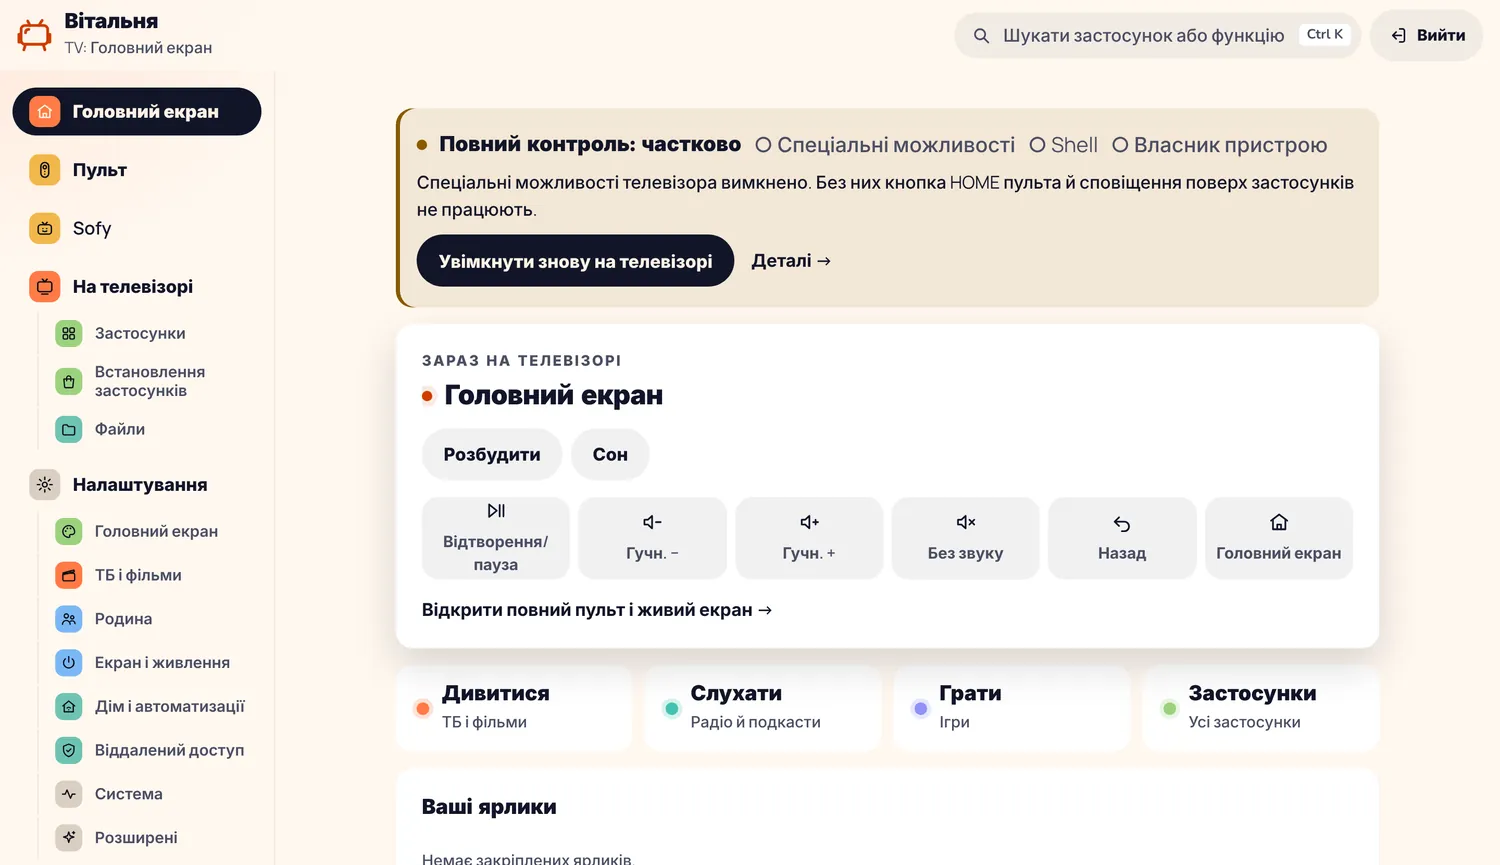 Вітальня
TV: Головний екран
Шукати застосунок або функцію
Ctrl K
Вийти
Головний екран
Пульт
Sofy
На телевізорі
Застосунки
Встановлення
застосунків
Файли
Налаштування
Головний екран
ТБ і фільми
Родина
Екран і живлення
Дім і автоматизації
Віддалений доступ
Система
Розширені
Повний контроль: частково
Спеціальні можливості
Shell
Власник пристрою
Спеціальні можливості телевізора вимкнено. Без них кнопка HOME пульта й сповіщення поверх застосунків
не працюють.
Увімкнути знову на телевізорі
Деталі →
ЗАРАЗ НА ТЕЛЕВІЗОРІ
Головний екран
Розбудити
Сон
Відтворення/
пауза
Гучн. −
Гучн. +
Без звуку
Назад
Головний екран
Відкрити повний пульт і живий екран →
Дивитися
ТБ і фільми
Слухати
Радіо й подкасти
Грати
Ігри
Застосунки
Усі застосунки
Ваші ярлики
Немає закріплених ярликів.